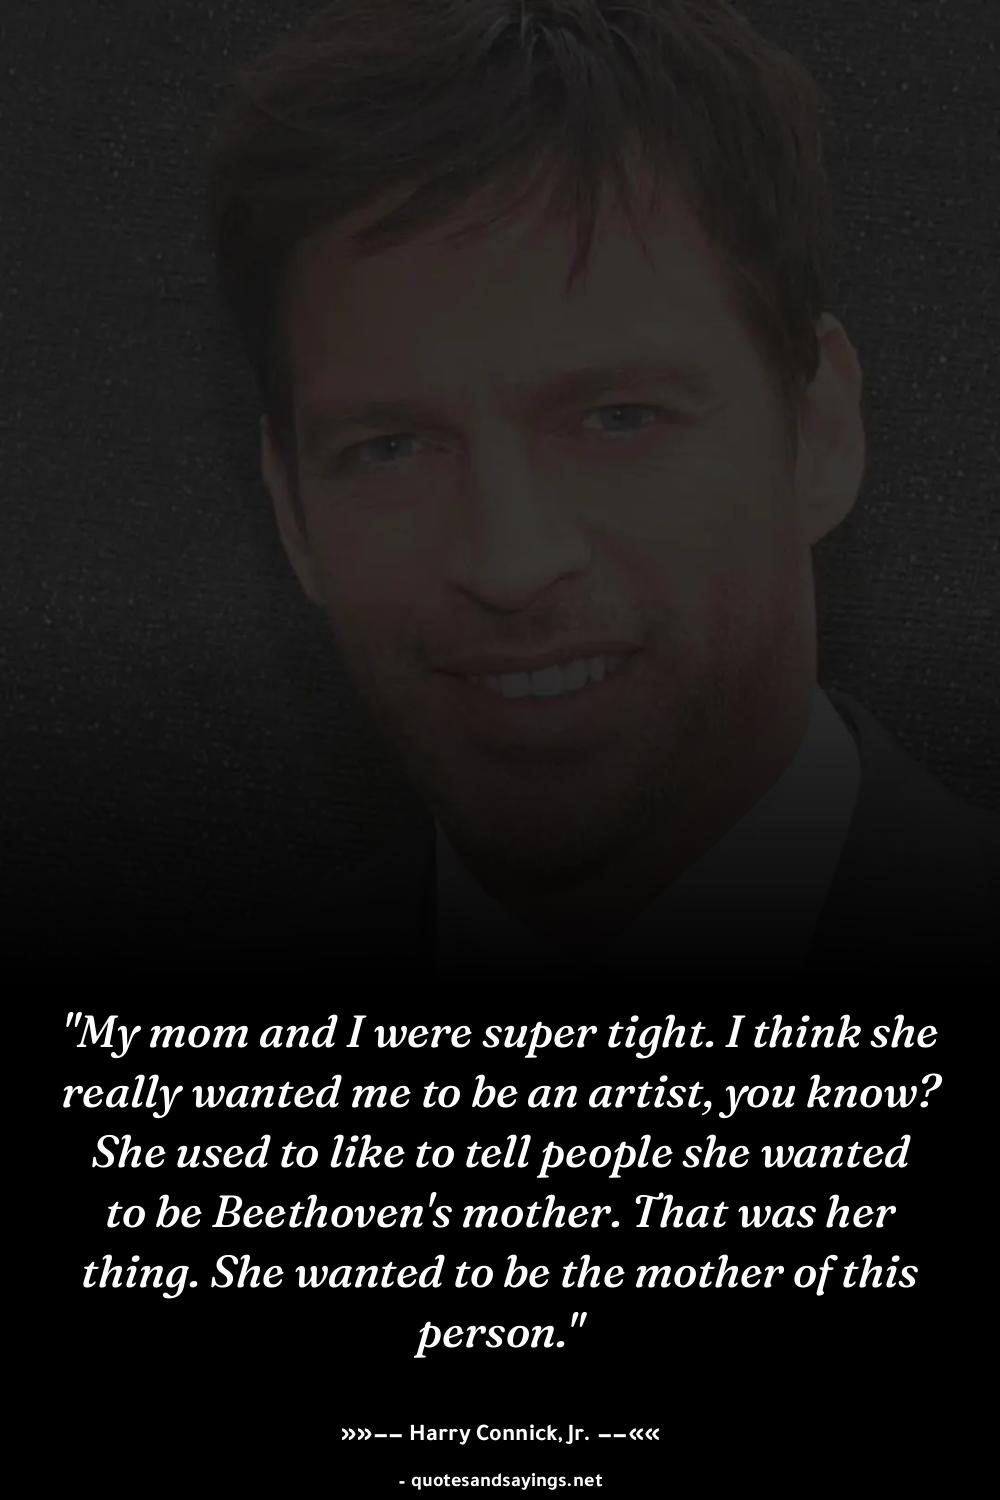 "My mom and I were super tight. I think she
really wanted me to be an artist, you know?
She used to like to tell people she wanted
to be Beethoven's mother. That was her
thing. She wanted to be the mother of this
person."
»»–– Harry Connick, Jr. ––««
- quotesandsayings.net